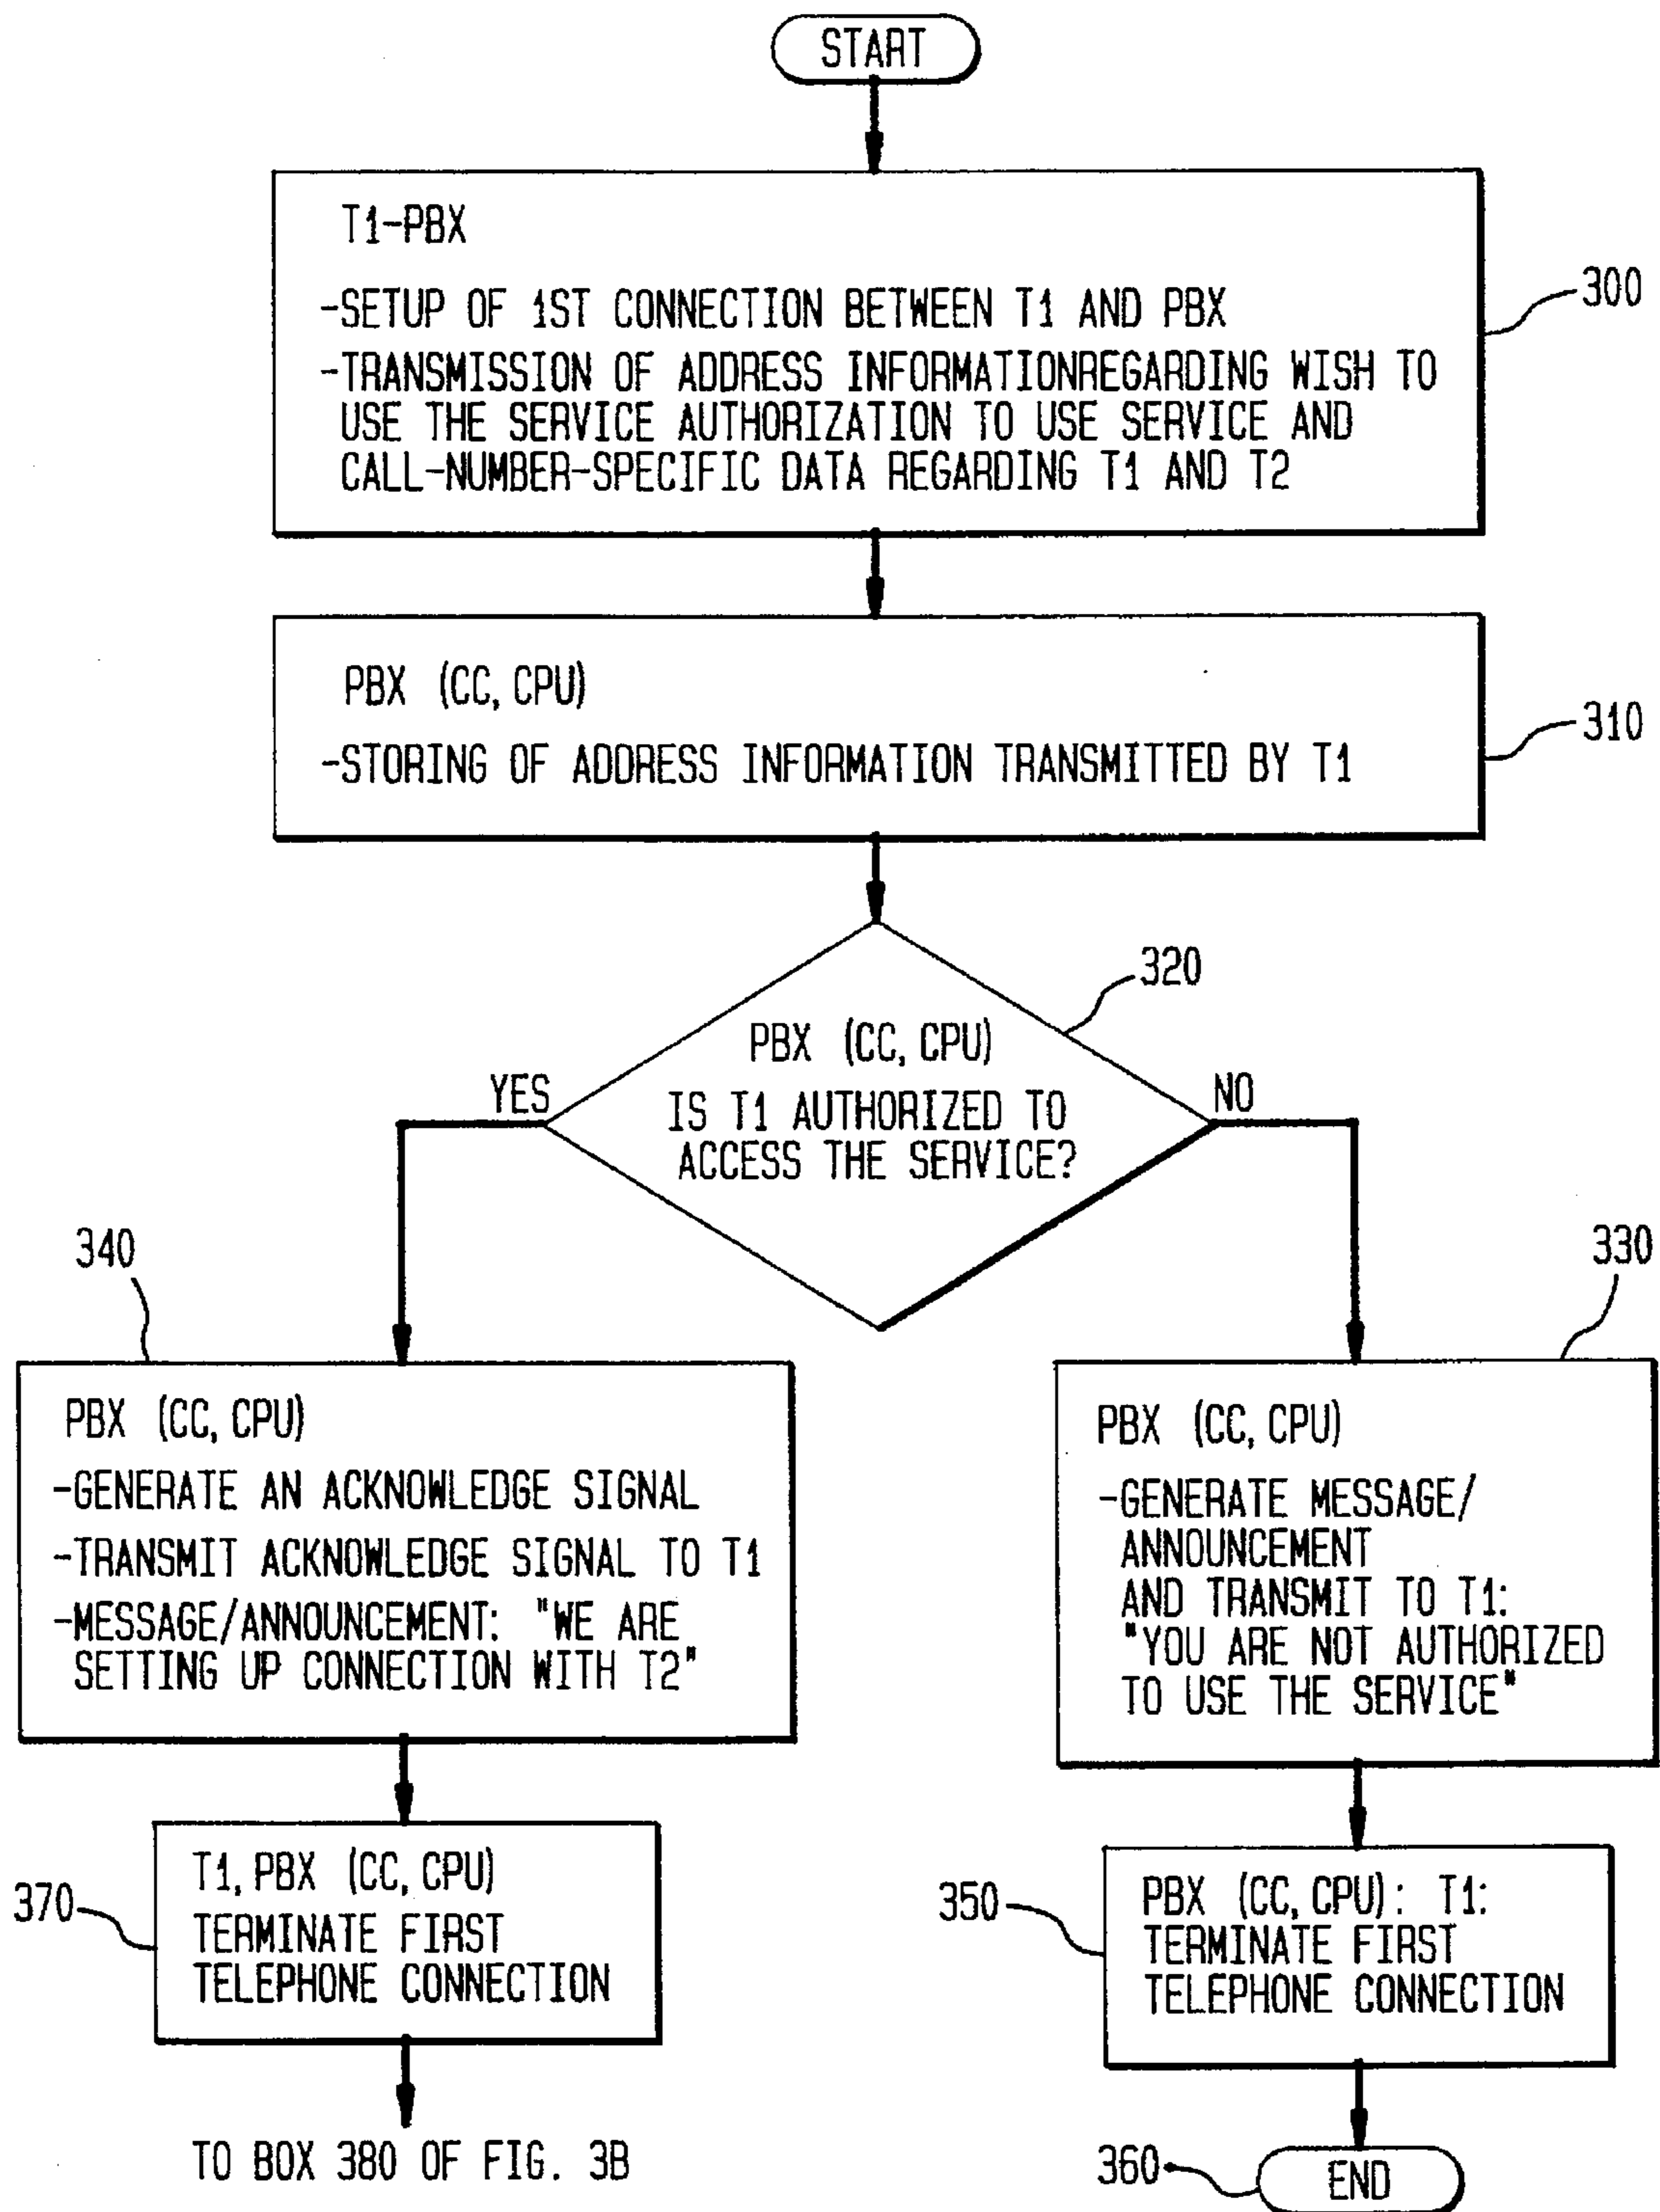 START
T1-PBX
-SETUP OF 1ST CONNECTION BETWEEN T1 AND PBX
-TRANSMISSION OF ADDRESS INFORMATIONREGARDING WISH TO
USE THE SERVICE AUTHORIZATION TO USE SERVICE AND
CALL-NUMBER-SPECIFIC DATA REGARDING T1 AND T2
300
PBX (CC, CPU)
-STORING OF ADDRESS INFORMATION TRANSMITTED BY T1
310
320
PBX (CC, CPU)
IS T1 AUTHORIZED TO
ACCESS THE SERVICE?
YES
NO
340
PBX (CC, CPU)
-GENERATE AN ACKNOWLEDGE SIGNAL
-TRANSMIT ACKNOWLEDGE SIGNAL TO T1
-MESSAGE/ANNOUNCEMENT: "WE ARE
SETTING UP CONNECTION WITH T2"
330
PBX (CC, CPU)
-GENERATE MESSAGE/
ANNOUNCEMENT
AND TRANSMIT TO T1:
"YOU ARE NOT AUTHORIZED
TO USE THE SERVICE"
370
T1, PBX (CC, CPU)
TERMINATE FIRST
TELEPHONE CONNECTION
350
PBX (CC, CPU): T1:
TERMINATE FIRST
TELEPHONE CONNECTION
TO BOX 380 OF FIG. 3B
360
END